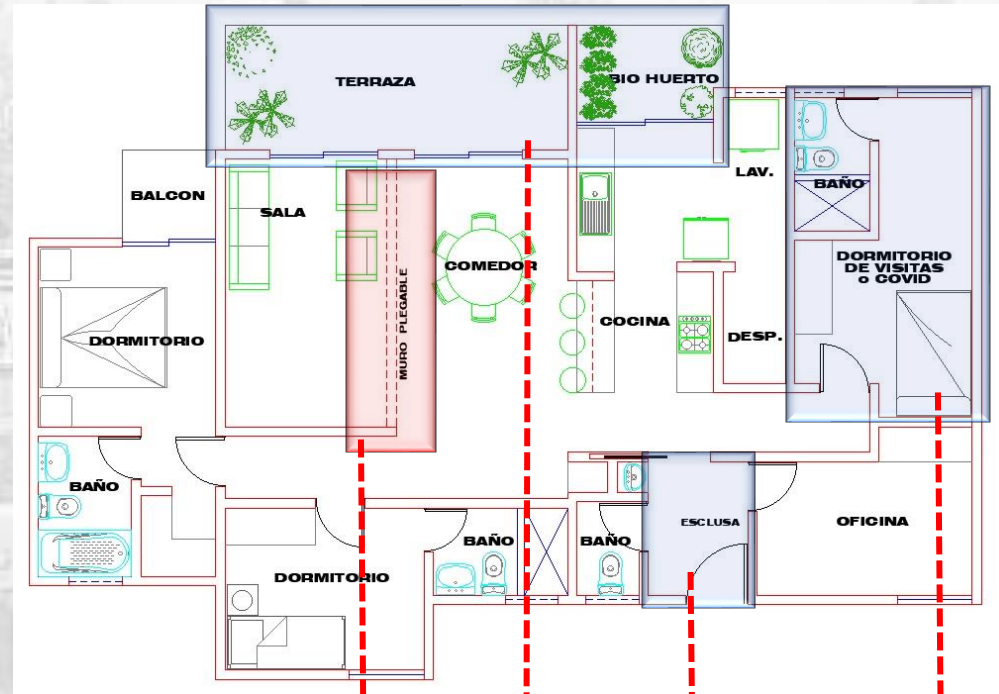 TERRAZA
BIO HUERTO
BALCON
SALA
LAV.
BAÑO
COMEDOR
DORMITORIO
DE VISITAS
o COVID
MURO PLEGABLE
COCINA
DESP.
DORMITORIO
BAÑO
BAÑO
BAÑO
ESCLUSA
OFICINA
DORMITORIO